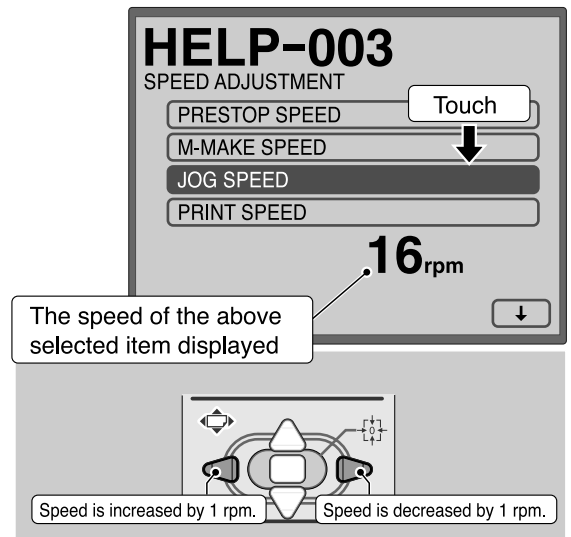 HELP-003
SPEED ADJUSTMENT
PRESTOP SPEED
Touch
M-MAKE SPEED
JOG SPEED
PRINT SPEED
16rpm
The speed of the above
selected item displayed
0
Speed is increased by 1 rpm.
Speed is decreased by 1 rpm.